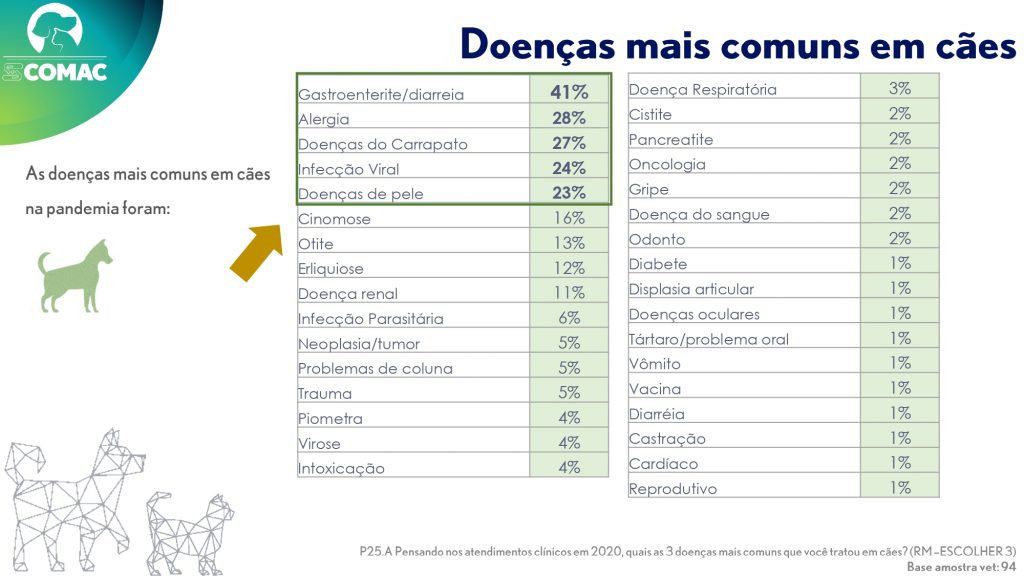 COMAC
Doenças mais comuns em cães
As doenças mais comuns em cães
na pandemia foram:
Gastroenterite/diarreia 41%
Alergia 28%
Doenças do Carrapato 27%
Infecção Viral 24%
Doenças de pele 23%
Cinomose 16%
Otite 13%
Erliquiose 12%
Doença renal 11%
Infecção Parasitária 6%
Neoplasia/tumor 5%
Problemas de coluna 5%
Trauma 5%
Piometra 4%
Virose 4%
Intoxicação 4%
Doença Respiratória 3%
Cistite 2%
Pancreatite 2%
Oncologia 2%
Gripe 2%
Doença do sangue 2%
Odonto 2%
Diabete 1%
Displasia articular 1%
Doenças oculares 1%
Tártaro/problema oral 1%
Vômito 1%
Vacina 1%
Diarréia 1%
Castração 1%
Cardíaco 1%
Reprodutivo 1%
P25.A Pensando nos atendimentos clínicos em 2020, quais as 3 doenças mais comuns que você tratou em cães? (RM –ESCOLHER 3)
Base amostra vet: 94